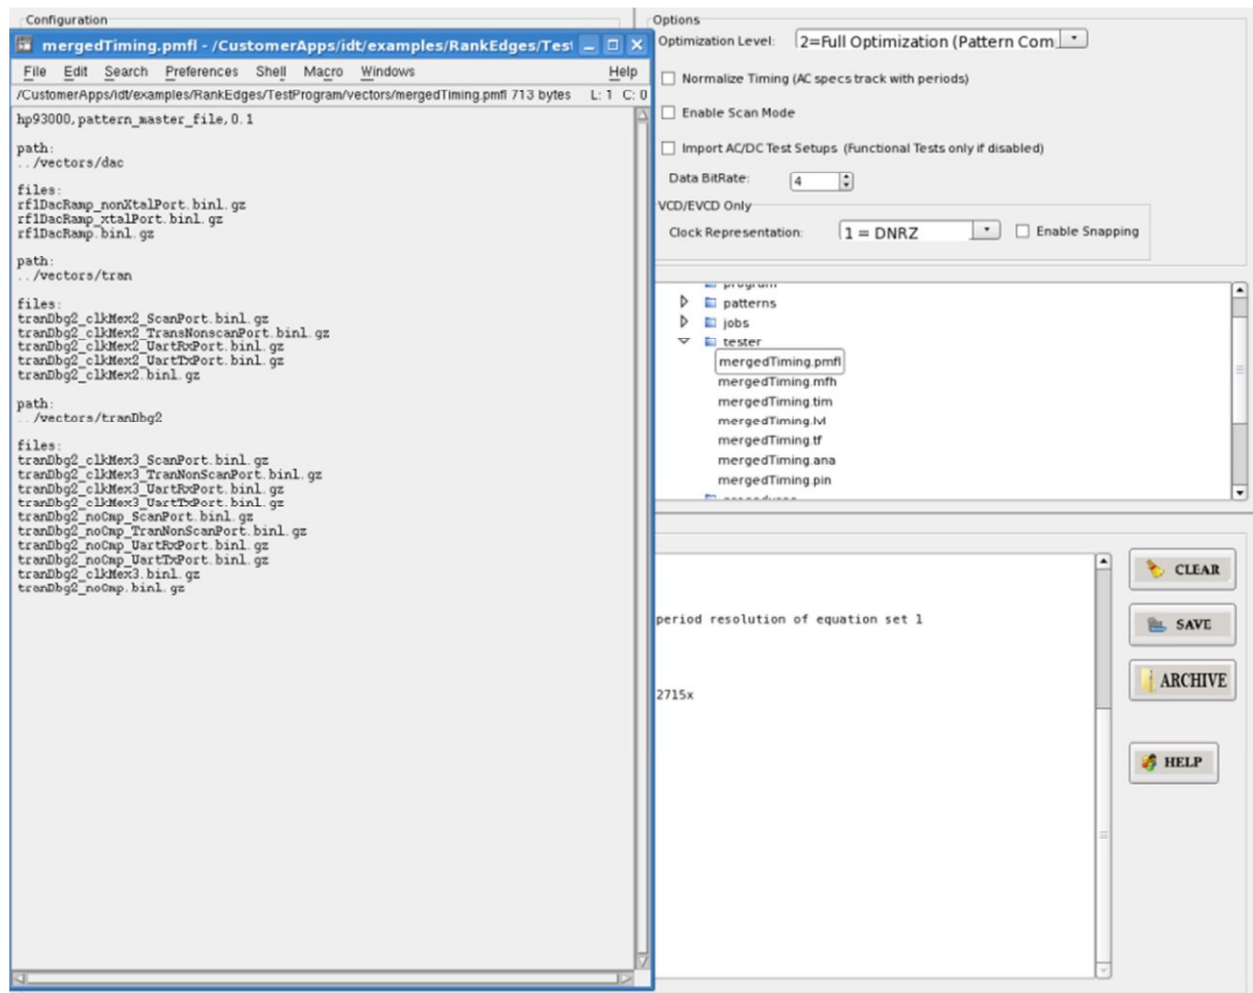 Configuration
mergedTiming.pmfl - /CustomerApps/idt/examples/RankEdges/Test
File Edit Search Preferences Shell Macro Windows Help
/CustomerApps/idt/examples/RankEdges/TestProgram/vectors/mergedTiming.pmfl 713 bytes L: 1 C: 0
hp93000,pattern_master_file,0.1
path:
../vectors/dac
files:
rf1DacRamp_nonXtalPort.binl.gz
rf1DacRamp_xtalPort.binl.gz
rf1DacRamp.binl.gz
path:
../vectors/tran
files:
tranDbg2_clkMex2_ScanPort.binl.gz
tranDbg2_clkMex2_TransNonscanPort.binl.gz
tranDbg2_clkMex2_UartRxPort.binl.gz
tranDbg2_clkMex2_UartTxPort.binl.gz
tranDbg2_clkMex2.binl.gz
path:
../vectors/tranDbg2
files:
tranDbg2_clkMex3_ScanPort.binl.gz
tranDbg2_clkMex3_TranNonScanPort.binl.gz
tranDbg2_clkMex3_UartRxPort.binl.gz
tranDbg2_clkMex3_UartTxPort.binl.gz
tranDbg2_noCmp_ScanPort.binl.gz
tranDbg2_noCmp_TranNonScanPort.binl.gz
tranDbg2_noCmp_UartRxPort.binl.gz
tranDbg2_noCmp_UartTxPort.binl.gz
tranDbg2_clkMex3.binl.gz
tranDbg2_noCmp.binl.gz
Options
Optimization Level: 2=Full Optimization (Pattern Com
Normalize Timing (AC specs track with periods)
Enable Scan Mode
Import AC/DC Test Setups (Functional Tests only if disabled)
Data BitRate: 4
VCD/EVCD Only
Clock Representation: 1 = DNRZ Enable Snapping
program
patterns
jobs
tester
mergedTiming.pmfl
mergedTiming.mfh
mergedTiming.tim
mergedTiming.lvl
mergedTiming.tf
mergedTiming.ana
mergedTiming.pin
period resolution of equation set 1
2715x
CLEAR
SAVE
ARCHIVE
HELP